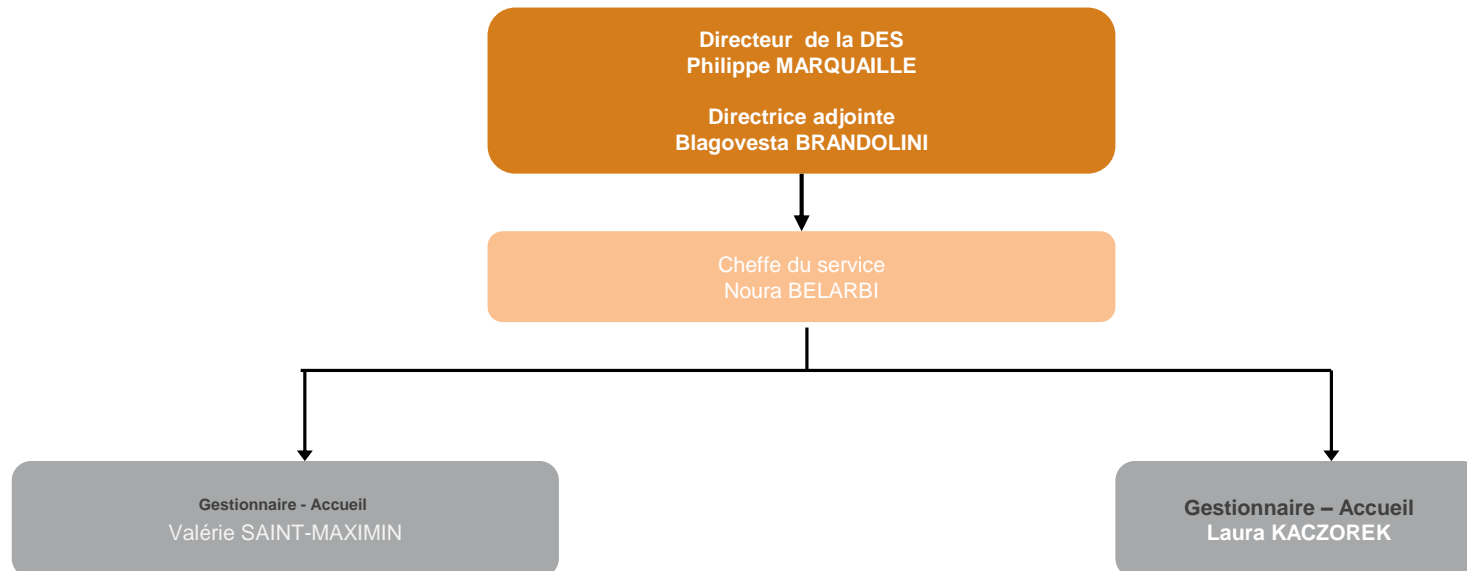 Directeur de la DES
Philippe MARQUAILLE
Directrice adjointe
Blagovesta BRANDOLINI
Cheffe du service
Noura BELARBI
Gestionnaire - Accueil
Valérie SAINT-MAXIMIN
Gestionnaire – Accueil
Laura KACZOREK